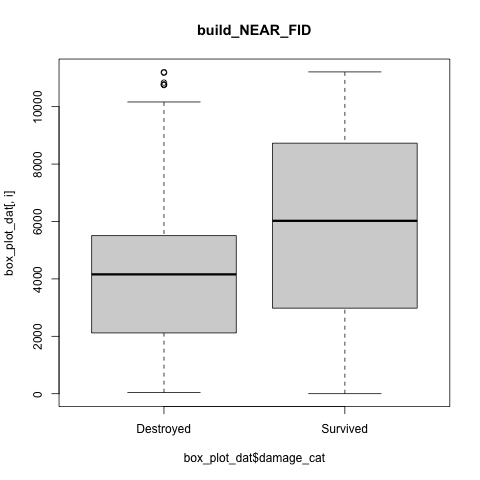 build_NEAR_FID
box_plot_dat[, i]
10000
8000
6000
4000
2000
0
Destroyed Survived
box_plot_dat$damage_cat